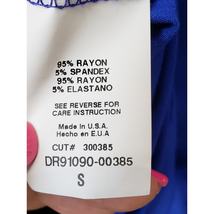 95% RAYON
5% SPANDEX
95% RAYON
5% ELASTANO
SEE REVERSE FOR
CARE INSTRUCTION
Made in U.S.A.
Hecho en E.U.A
CUT# 300385
DR91090-00385
S